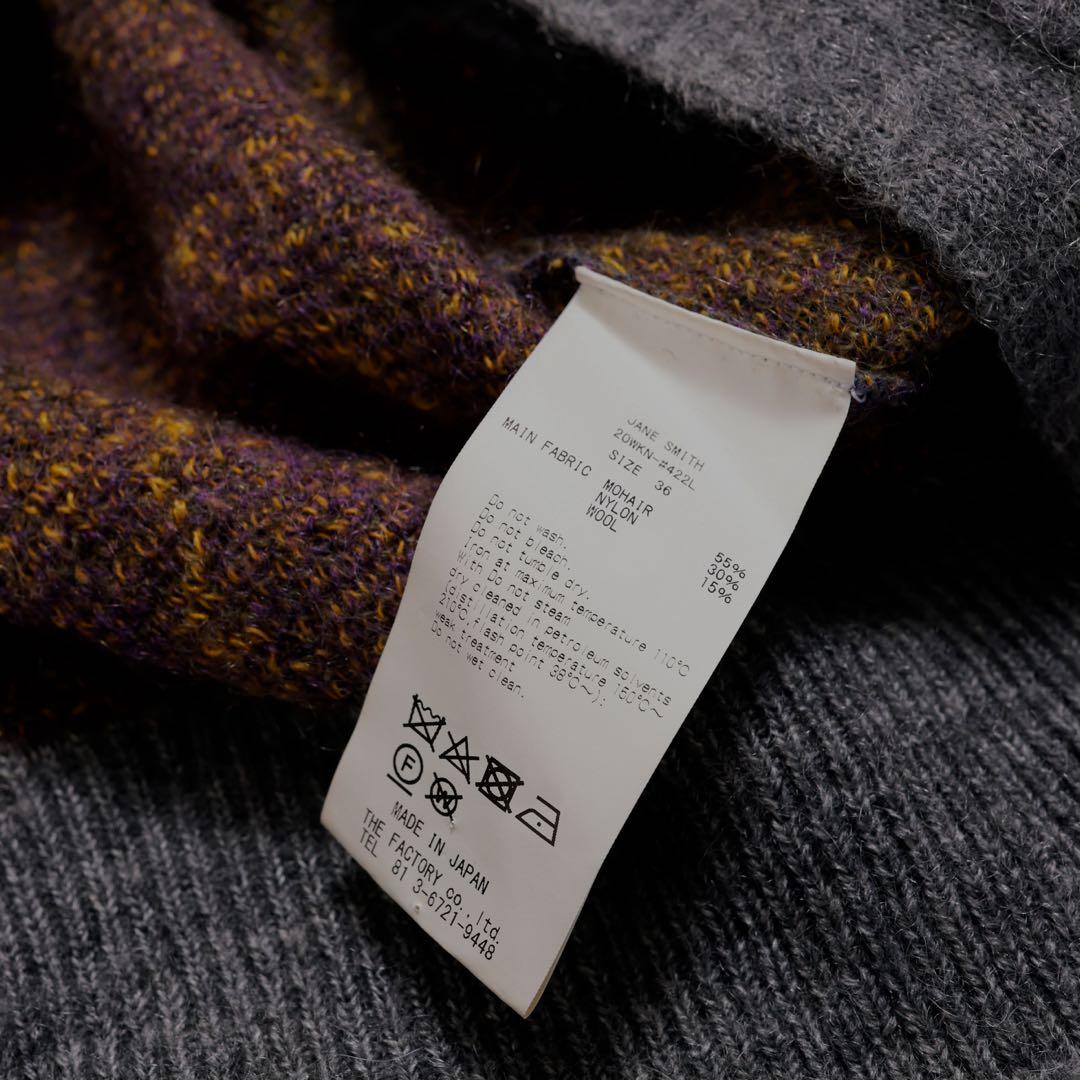 JANE SMITH
20WKN-#422L
SIZE 36
MAIN FABRIC
MOHAIR 55%
NYLON 30%
WOOL 15%
Do not wash.
Do not bleach.
Do not tumble dry.
Iron at maximum temperature 110℃
With Do not steam
dry cleaned in petroleum solvents
(distillation temperature 150℃~
210℃,flash point 38℃~):
weak treatment
Do not wet clean.
F W
MADE IN JAPAN
THE FACTORY co.,ltd.
TEL 81 3-6721-9448